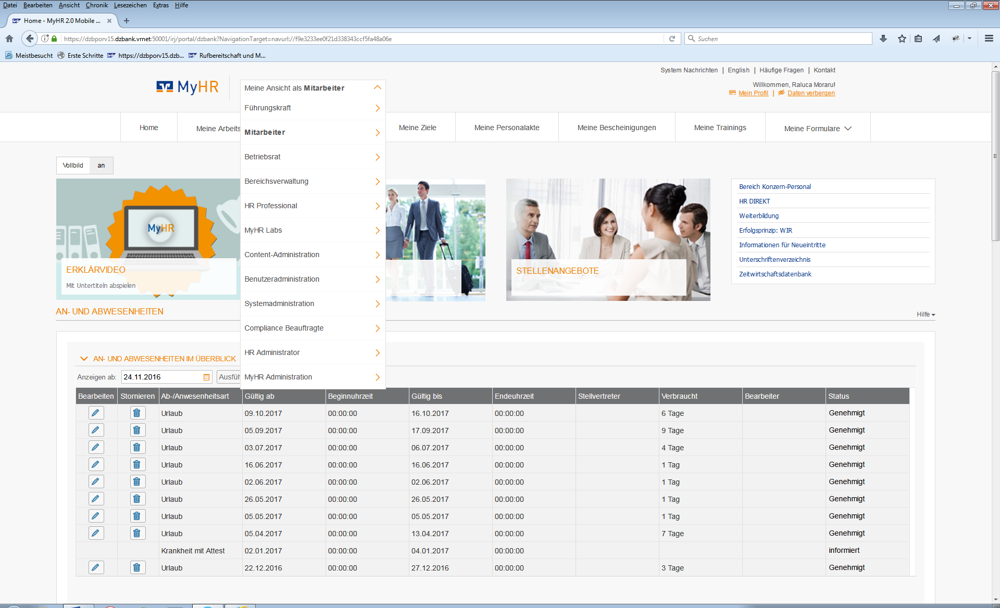 Datei Bearbeiten Ansicht Chronik Lesezeichen Extras Hilfe
Home - MyHR 2.0 Mobile ...
https://dzbporv15.dzbank.vrnet:50001/irj/portal/dzbank?NavigationTarget=navurl://f9e3233ee0f21d338343ccf5fa48a06e
Suchen
Meistbesucht Erste Schritte https://dzbporv15.dzb... Rufbereitschaft und M...
System Nachrichten | English | Häufige Fragen | Kontakt
MyHR
Willkommen, Raluca Moraru!
Mein Profil | Daten verbergen
Meine Ansicht als Mitarbeiter
Führungskraft
Mitarbeiter
Betriebsrat
Bereichsverwaltung
HR Professional
MyHR Labs
Content-Administration
Benutzeradministration
Systemadministration
Compliance Beauftragte
HR Administrator
MyHR Administration
Home Meine Arbeits Meine Ziele Meine Personalakte Meine Bescheinigungen Meine Trainings Meine Formulare
Vollbild an
MyHR
ERKLÄRVIDEO
Mit Untertiteln abspielen
STELLENANGEBOTE
Bereich Konzern-Personal
HR DIREKT
Weiterbildung
Erfolgsprinzip: WIR
Informationen für Neueintritte
Unterschriftenverzeichnis
Zeitwirtschaftsdatenbank
AN- UND ABWESENHEITEN
Hilfe
AN- UND ABWESENHEITEN IM ÜBERBLICK
Anzeigen ab: 24.11.2016 Ausfüh
Bearbeiten Stornieren Ab-/Anwesenheitsart Gültig ab Beginnuhrzeit Gültig bis Endeuhrzeit Stellvertreter Verbraucht Bearbeiter Status
Urlaub 09.10.2017 00:00:00 16.10.2017 00:00:00 6 Tage Genehmigt
Urlaub 05.09.2017 00:00:00 17.09.2017 00:00:00 9 Tage Genehmigt
Urlaub 03.07.2017 00:00:00 06.07.2017 00:00:00 4 Tage Genehmigt
Urlaub 16.06.2017 00:00:00 16.06.2017 00:00:00 1 Tag Genehmigt
Urlaub 02.06.2017 00:00:00 02.06.2017 00:00:00 1 Tag Genehmigt
Urlaub 26.05.2017 00:00:00 26.05.2017 00:00:00 1 Tag Genehmigt
Urlaub 05.05.2017 00:00:00 05.05.2017 00:00:00 1 Tag Genehmigt
Urlaub 05.04.2017 00:00:00 13.04.2017 00:00:00 7 Tage Genehmigt
Krankheit mit Attest 02.01.2017 00:00:00 04.01.2017 00:00:00 informiert
Urlaub 22.12.2016 00:00:00 27.12.2016 00:00:00 3 Tage Genehmigt